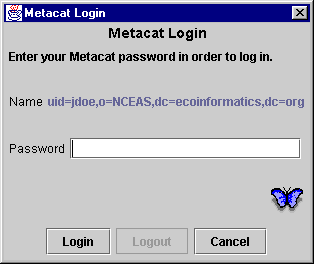 Metacat Login
Metacat Login
Enter your Metacat password in order to log in.
Name uid=jdoe,o=NCEAS,dc=ecoinformatics,dc=org
Password
Login Logout Cancel